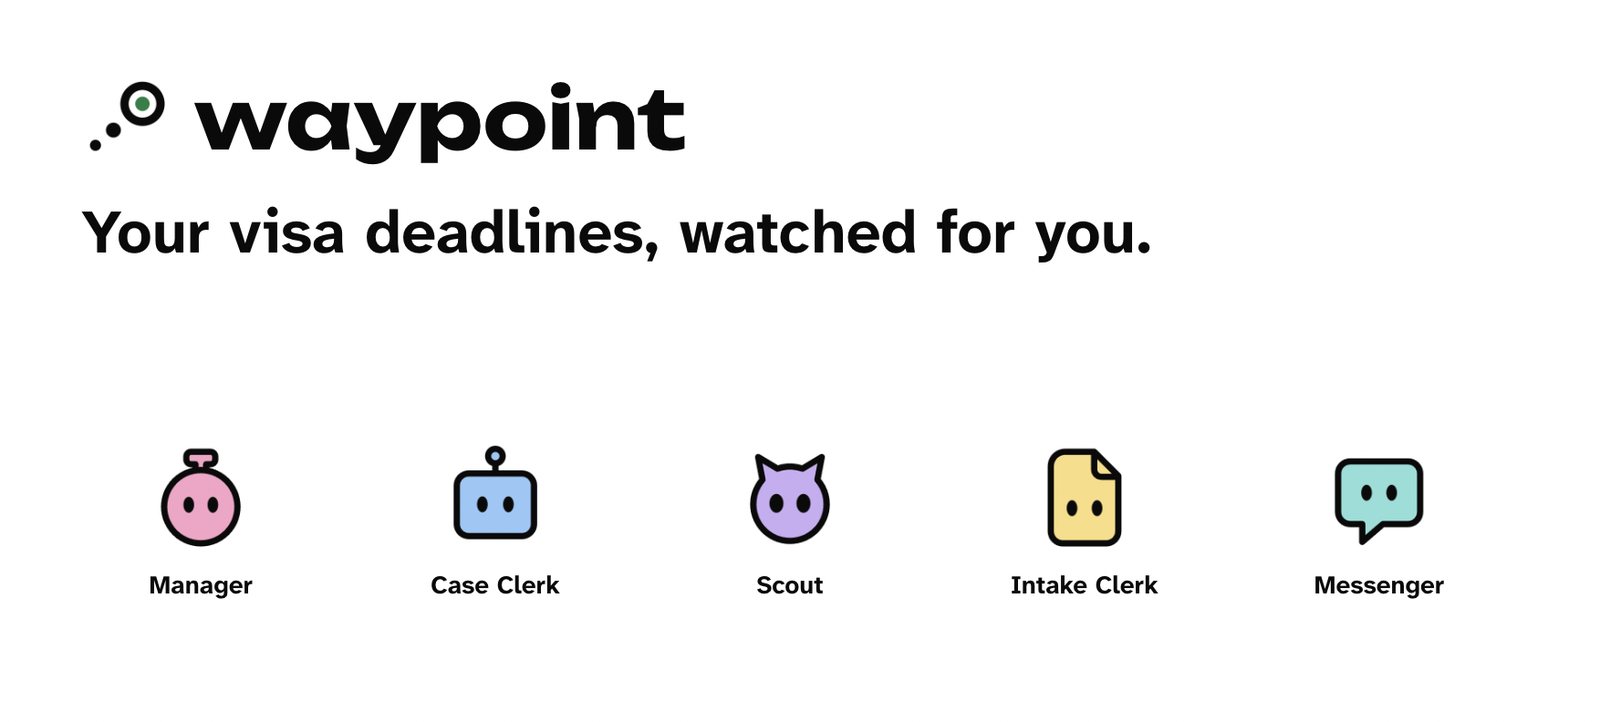 waypoint
Your visa deadlines, watched for you.
Manager
Case Clerk
Scout
Intake Clerk
Messenger